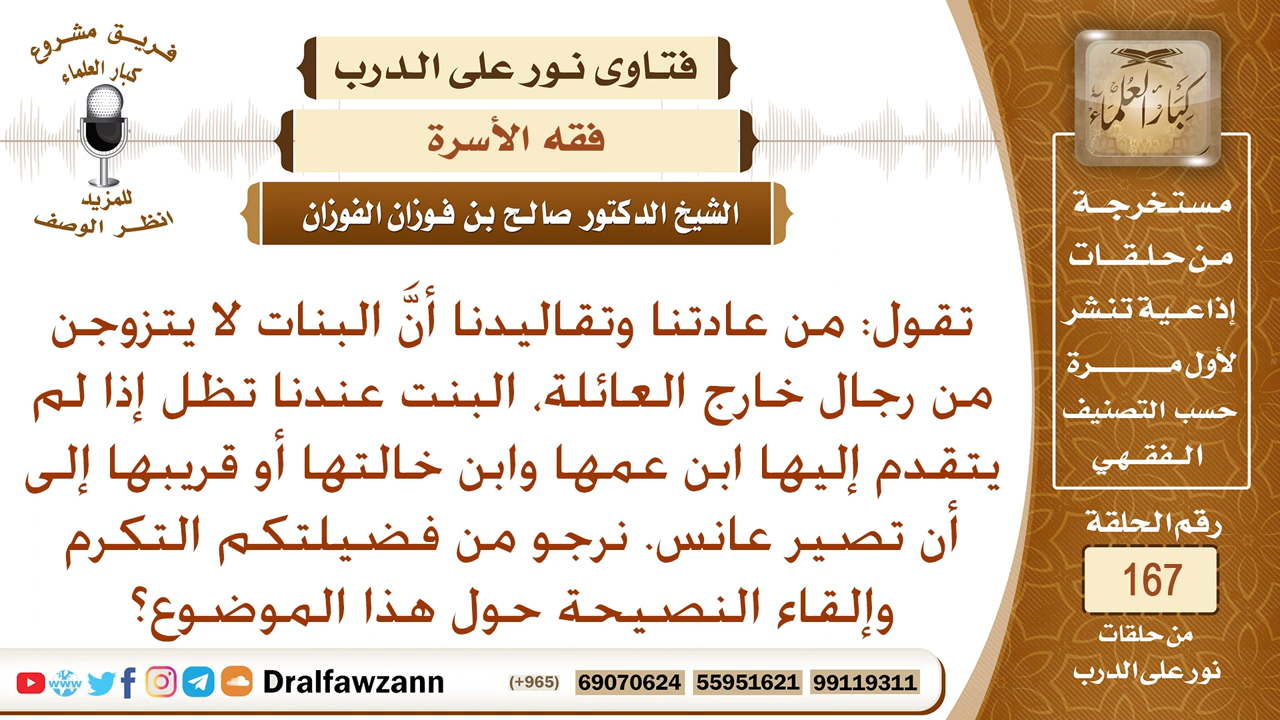 فريق مشروع
كبار العلماء
للمزيد
انظر الوصف
فتاوى نور على الدرب
فقه الأسرة
الشيخ الدكتور صالح بن فوزان الفوزان
تقول: من عادتنا وتقاليدنا أنَّ البنات لا يتزوجن
من رجال خارج العائلة، البنت عندنا تظل إذا لم
يتقدم إليها ابن عمها وابن خالتها أو قريبها إلى
أن تصير عانس. نرجو من فضيلتكم التكرم
وإلقاء النصيحة حول هذا الموضوع؟
كبار العلماء
مستخرجة
من حلقات
إذاعية تنشر
لأول مرة
حسب التصنيف
الفقهي
رقم الحلقة
167
من حلقات
نور على الدرب
www
Dralfawzann
(+965) 69070624 55951621 99119311